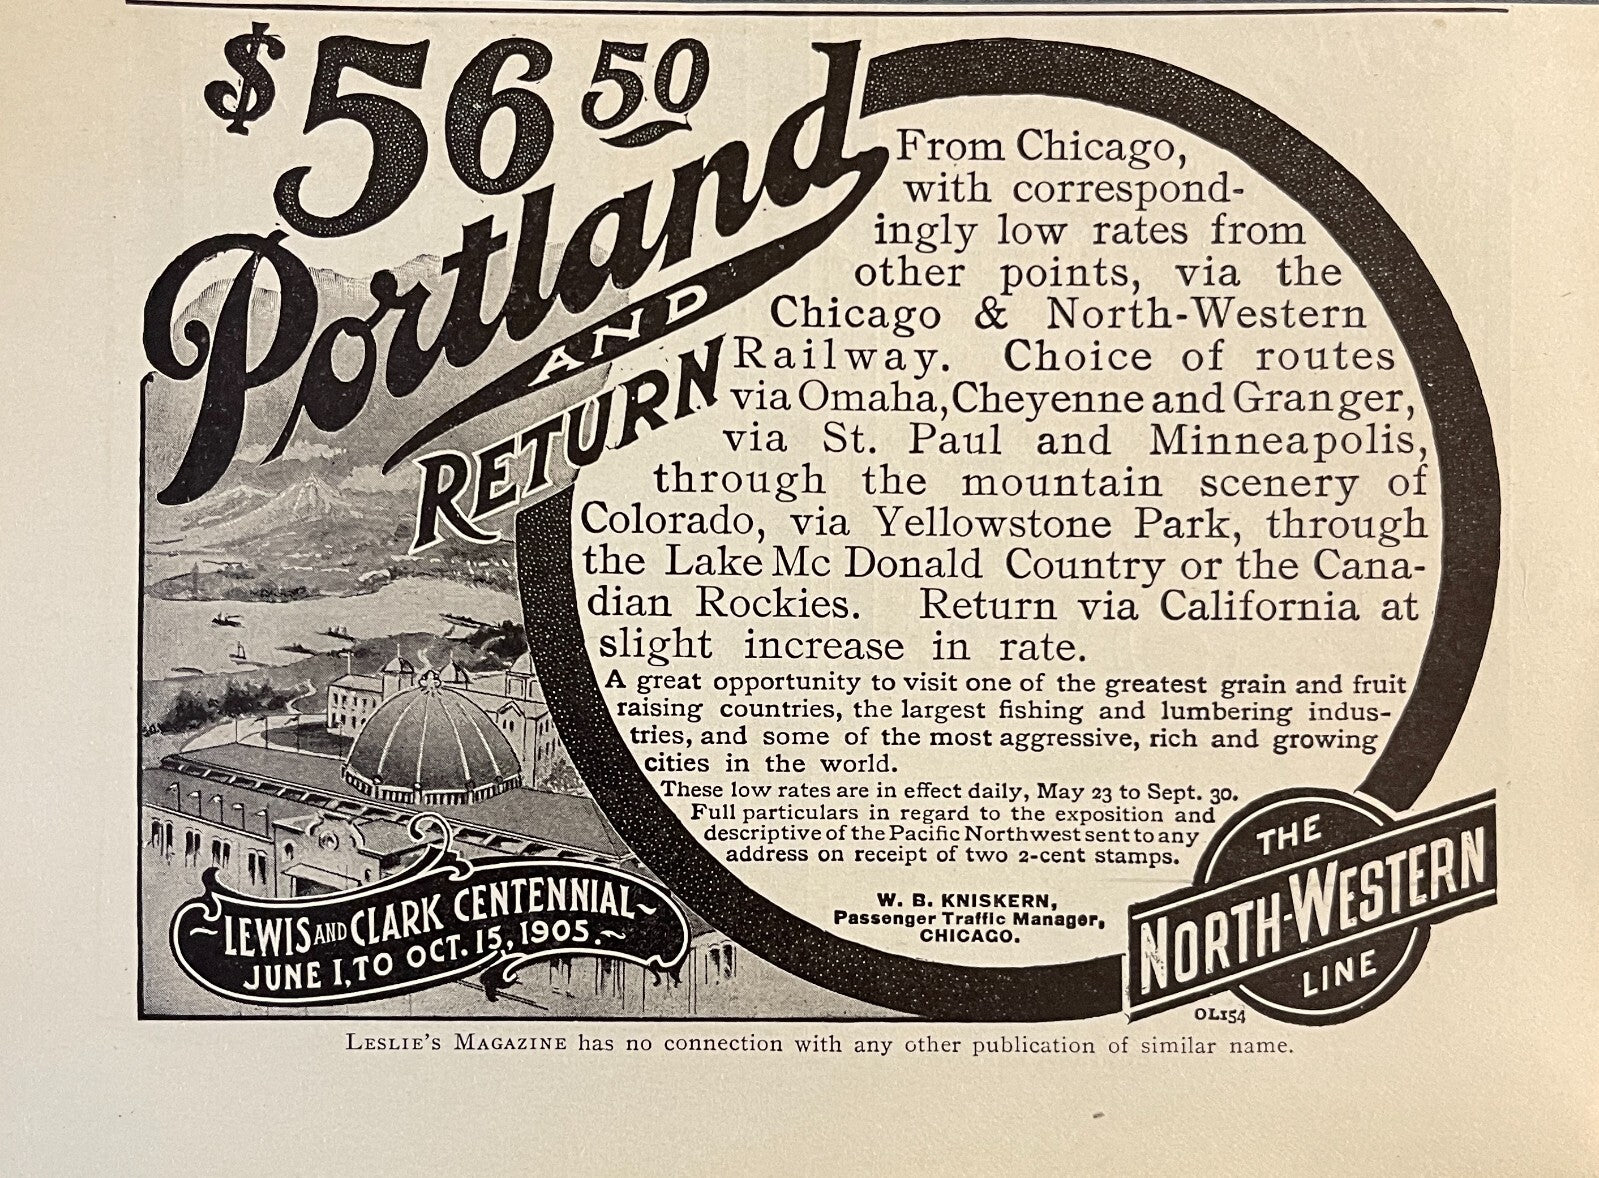 $56 50
Portland
AND
RETURN
From Chicago,
with correspond-
ingly low rates from
other points, via the
Chicago & North-Western
Railway. Choice of routes
via Omaha, Cheyenne and Granger,
via St. Paul and Minneapolis,
through the mountain scenery of
Colorado, via Yellowstone Park, through
the Lake Mc Donald Country or the Cana-
dian Rockies. Return via California at
slight increase in rate.
A great opportunity to visit one of the greatest grain and fruit
raising countries, the largest fishing and lumbering indus-
tries, and some of the most aggressive, rich and growing
cities in the world.
These low rates are in effect daily, May 23 to Sept. 30.
Full particulars in regard to the exposition and
descriptive of the Pacific Northwest sent to any
address on receipt of two 2-cent stamps.
W. B. KNISKERN,
Passenger Traffic Manager,
CHICAGO.
LEWIS AND CLARK CENTENNIAL
JUNE 1, TO OCT. 15, 1905.
THE
NORTH-WESTERN
LINE
OL154
LESLIE'S MAGAZINE has no connection with any other publication of similar name.